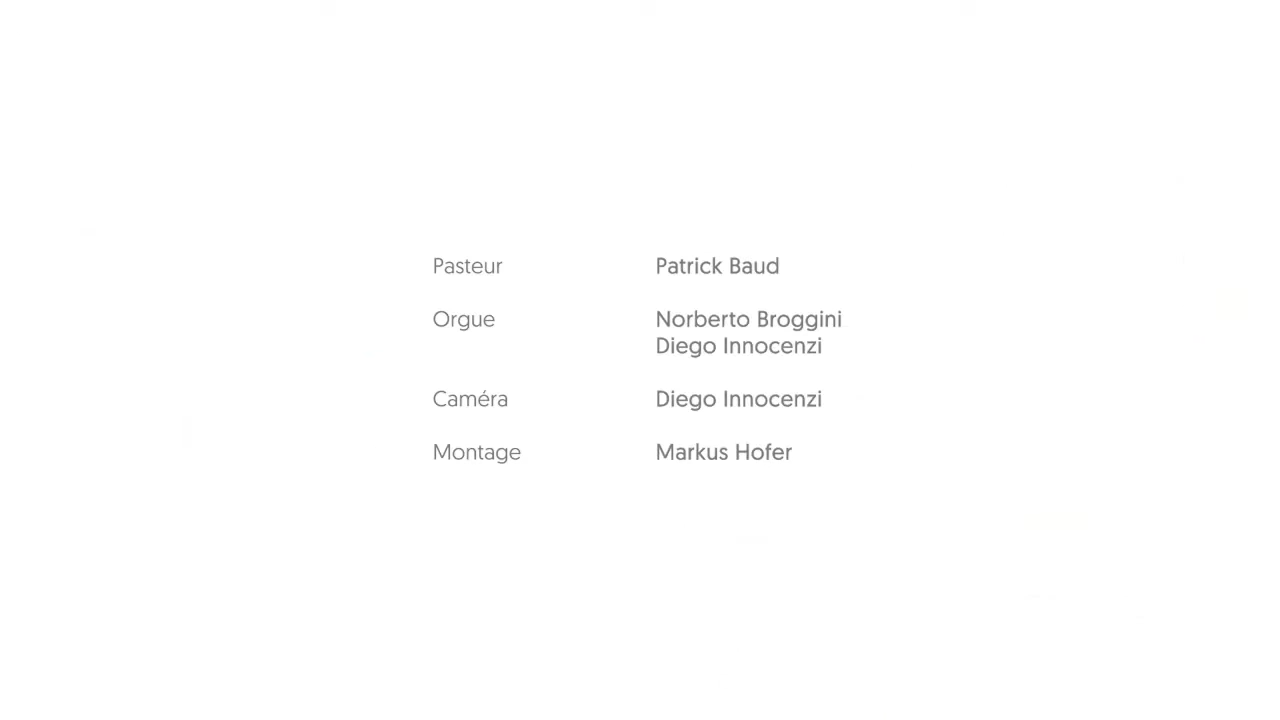 Pasteur Patrick Baud
Orgue Norberto Broggini
Diego Innocenzi
Caméra Diego Innocenzi
Montage Markus Hofer